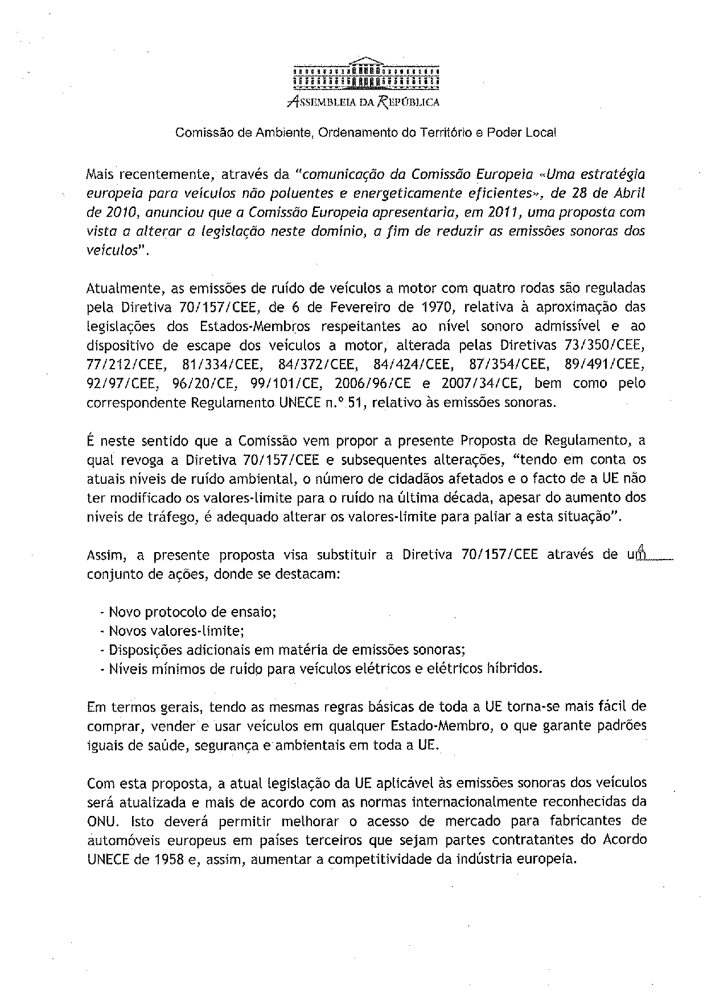 ASSEMBLEIA DA REPÚBLICA
Comissão de Ambiente, Ordenamento do Território e Poder Local
Mais recentemente, através da “comunicação da Comissão Europeia «Uma estratégia
europeia para veículos não poluentes e energeticamente eficientes», de 28 de Abril
de 2010, anunciou que a Comissão Europeia apresentaria, em 2011, uma proposta com
vista a alterar a legislação neste domínio, a fim de reduzir as emissões sonoras dos
veículos”.
Atualmente, as emissões de ruído de veículos a motor com quatro rodas são reguladas
pela Diretiva 70/157/CEE, de 6 de Fevereiro de 1970, relativa à aproximação das
legislações dos Estados-Membros respeitantes ao nível sonoro admissível e ao
dispositivo de escape dos veículos a motor, alterada pelas Diretivas 73/350/CEE,
77/212/CEE, 81/334/CEE, 84/372/CEE, 84/424/CEE, 87/354/CEE, 89/491/CEE,
92/97/CEE, 96/20/CE, 99/101/CE, 2006/96/CE e 2007/34/CE, bem como pelo
correspondente Regulamento UNECE n.º 51, relativo às emissões sonoras.
É neste sentido que a Comissão vem propor a presente Proposta de Regulamento, a
qual revoga a Diretiva 70/157/CEE e subsequentes alterações, “tendo em conta os
atuais níveis de ruído ambiental, o número de cidadãos afetados e o facto de a UE não
ter modificado os valores-limite para o ruído na última década, apesar do aumento dos
níveis de tráfego, é adequado alterar os valores-limite para paliar a esta situação”.
Assim, a presente proposta visa substituir a Diretiva 70/157/CEE através de um 4
conjunto de ações, donde se destacam:
- Novo protocolo de ensaio;
- Novos valores-limite;
- Disposições adicionais em matéria de emissões sonoras;
- Níveis mínimos de ruído para veículos elétricos e elétricos híbridos.
Em termos gerais, tendo as mesmas regras básicas de toda a UE torna-se mais fácil de
comprar, vender e usar veículos em qualquer Estado-Membro, o que garante padrões
iguais de saúde, segurança e ambientais em toda a UE.
Com esta proposta, a atual legislação da UE aplicável às emissões sonoras dos veículos
será atualizada e mais de acordo com as normas internacionalmente reconhecidas da
ONU. Isto deverá permitir melhorar o acesso de mercado para fabricantes de
automóveis europeus em países terceiros que sejam partes contratantes do Acordo
UNECE de 1958 e, assim, aumentar a competitividade da indústria europeia.